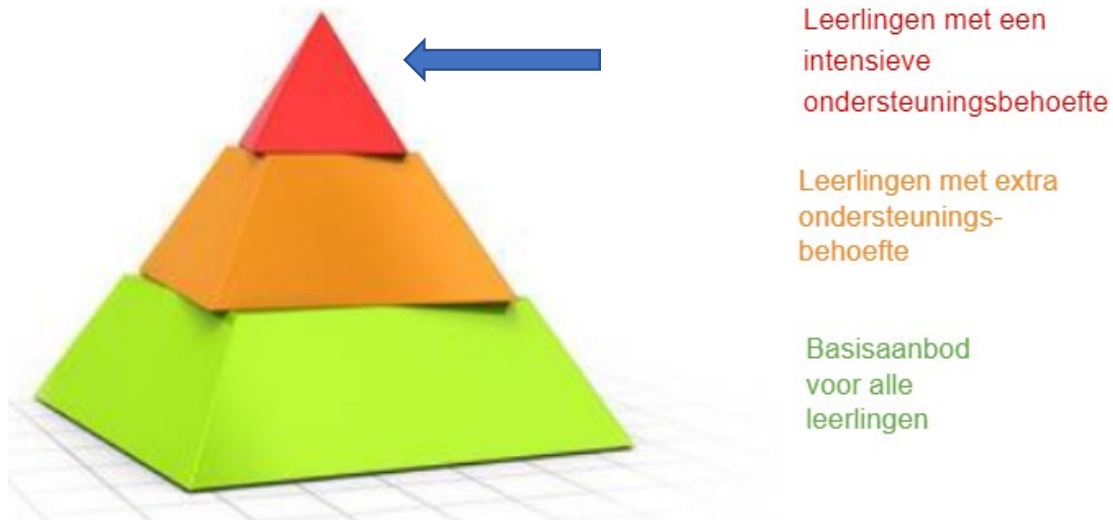 Leerlingen met een
intensieve
ondersteuningsbehoefte
Leerlingen met extra
ondersteunings-
behoefte
Basisaanbod
voor alle
leerlingen